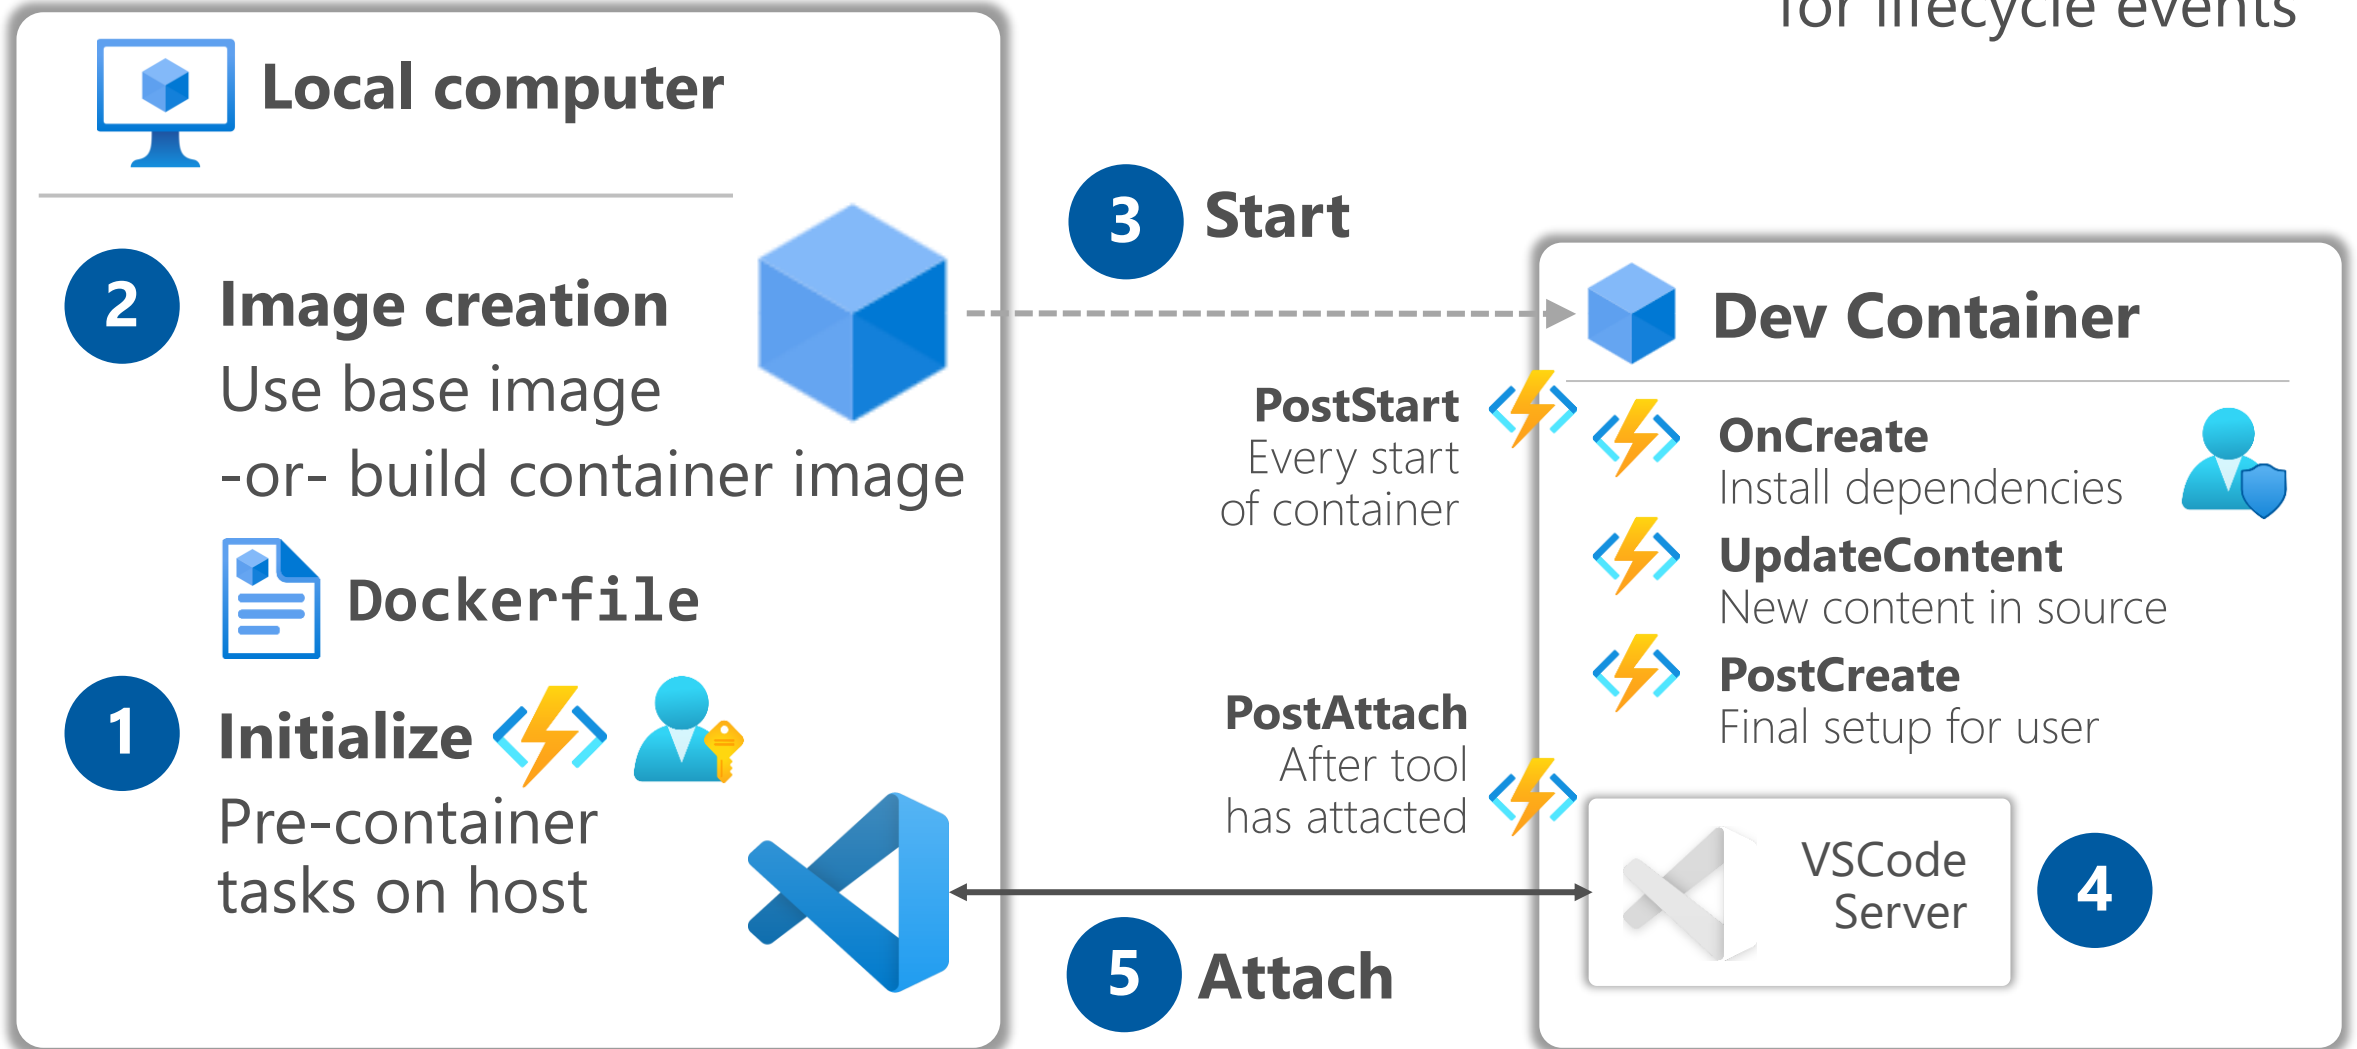 for lifecycle events
Local computer
2
Image creation
Use base image
-or- build container image
Dockerfile
1
Initialize
Pre-container
tasks on host
3
Start
PostStart
Every start
of container
PostAttach
After tool
has attacted
5
Attach
Dev Container
OnCreate
Install dependencies
UpdateContent
New content in source
PostCreate
Final setup for user
VSCode
Server
4